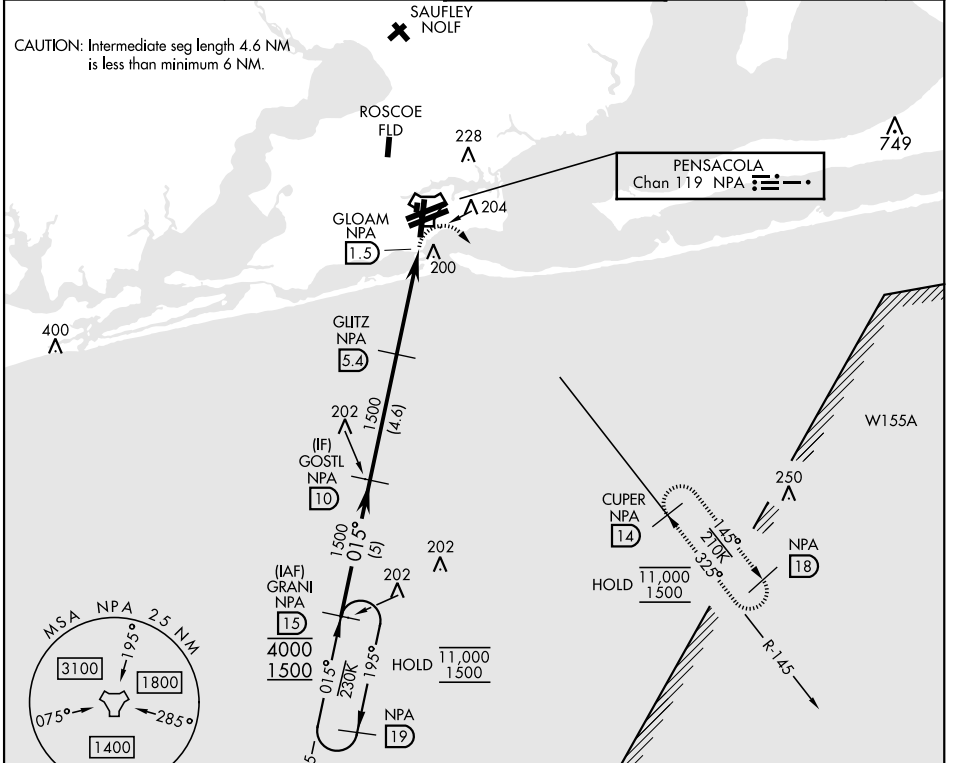 SAUFLEY
NOLF
CAUTION: Intermediate seg length 4.6 NM
is less than minimum 6 NM.
ROSCOE
FLD
228
749
PENSACOLA
Chan 119 NPA
204
GLOAM
NPA
1.5
200
400
GLITZ
NPA
5.4
1500
(4.6)
W155A
202
(IF)
GOSTL
NPA
10
250
CUPER
NPA
14
145°
210K
325°
NPA
18
HOLD
11,000
1500
1500
015°
(5)
202
(IAF)
GRANI
NPA
15
4000
1500
202
HOLD
11,000
1500
015°
230K
195°
R-145
MSA NPA 25 NM
195°
3100
1800
075°
285°
1400
NPA
19